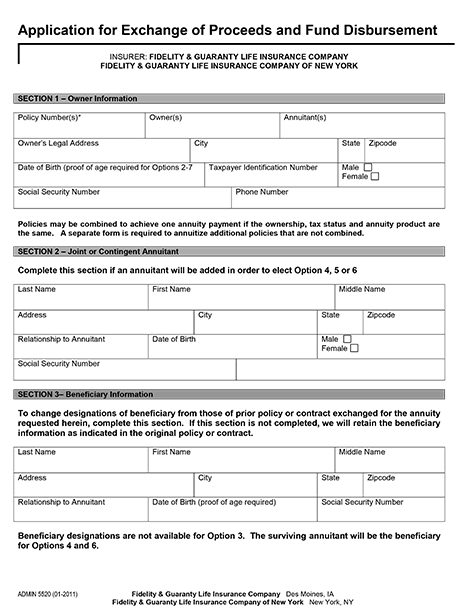 Application for Exchange of Proceeds and Fund Disbursement
INSURER: FIDELITY & GUARANTY LIFE INSURANCE COMPANY
FIDELITY & GUARANTY LIFE INSURANCE COMPANY OF NEW YORK
SECTION 1 – Owner Information
Policy Number(s)* Owner(s) Annuitant(s)
Owner's Legal Address City State Zipcode
Date of Birth (proof of age required for Options 2-7 Taxpayer Identification Number Male
Female
Social Security Number Phone Number
Policies may be combined to achieve one annuity payment if the ownership, tax status and annuity product are
the same. A separate form is required to annuitize additional policies that are not combined.
SECTION 2 – Joint or Contingent Annuitant
Complete this section if an annuitant will be added in order to elect Option 4, 5 or 6
Last Name First Name Middle Name
Address City State Zipcode
Relationship to Annuitant Date of Birth Male
Female
Social Security Number
SECTION 3– Beneficiary Information
To change designations of beneficiary from those of prior policy or contract exchanged for the annuity
requested herein, complete this section. If this section is not completed, we will retain the beneficiary
information as indicated in the original policy or contract.
Last Name First Name Middle Name
Address City State Zipcode
Relationship to Annuitant Date of Birth (proof of age required) Social Security Number
Beneficiary designations are not available for Option 3. The surviving annuitant will be the beneficiary
for Options 4 and 6.
ADMIN 5520 (01-2011) Fidelity & Guaranty Life Insurance Company Des Moines, IA
Fidelity & Guaranty Life Insurance Company of New York New York, NY